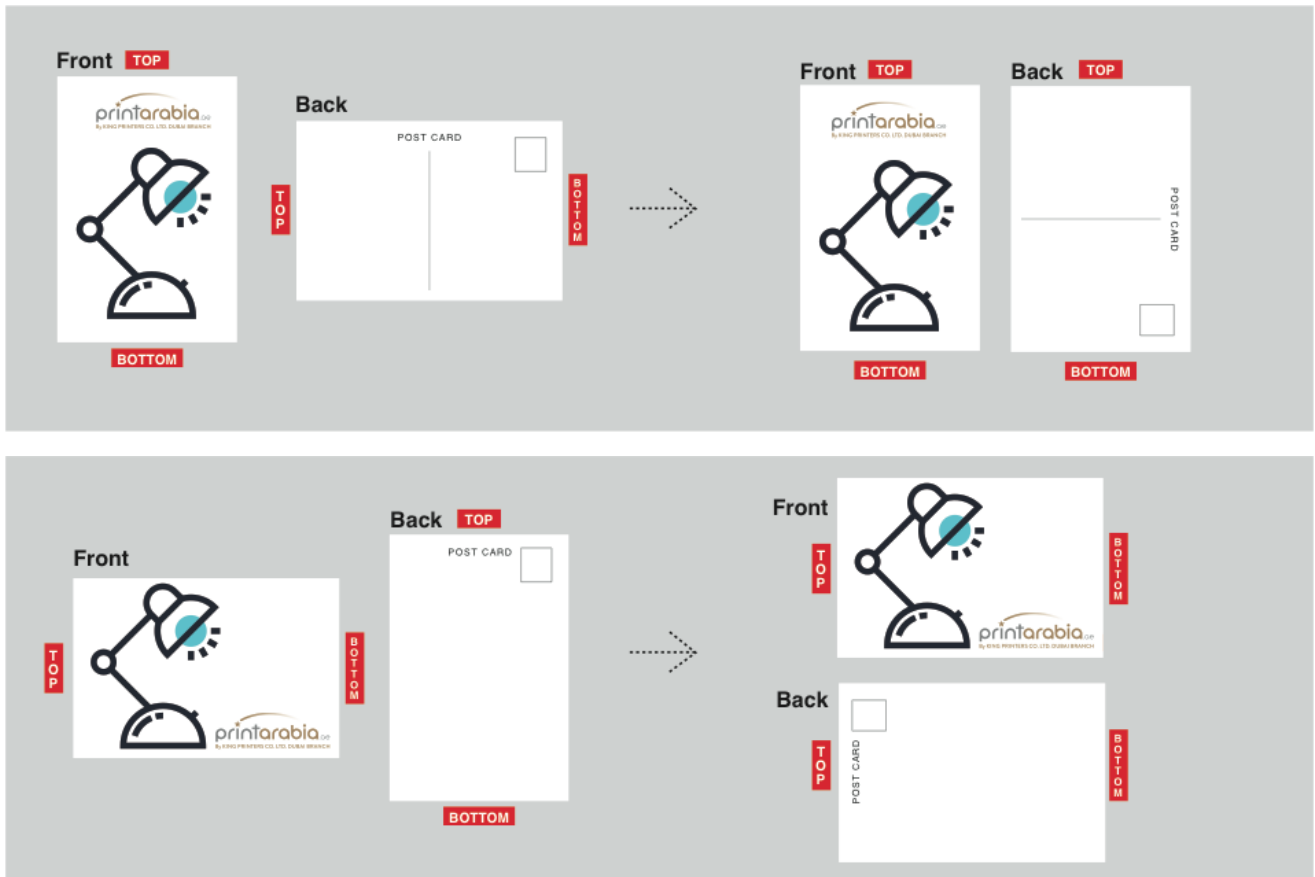 Front TOP
printarabia.ae
By KING PRINTERS CO. LTD. DUBAI BRANCH
BOTTOM
Back
POST CARD
TOP
BOTTOM
Front TOP
printarabia.ae
By KING PRINTERS CO. LTD. DUBAI BRANCH
BOTTOM
Back TOP
POST CARD
BOTTOM
Front
TOP
BOTTOM
printarabia.ae
By KING PRINTERS CO. LTD. DUBAI BRANCH
Back TOP
POST CARD
BOTTOM
Front
TOP
BOTTOM
printarabia.ae
By KING PRINTERS CO. LTD. DUBAI BRANCH
Back
TOP
POST CARD
BOTTOM